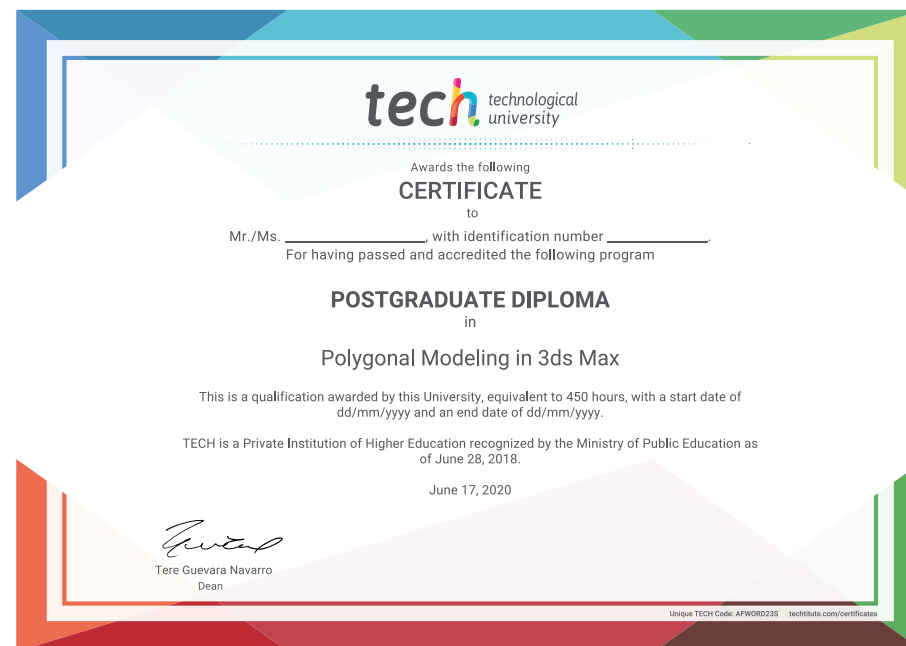 tech technological
university
Awards the following
CERTIFICATE
to
Mr./Ms. ____________________, with identification number _______________.
For having passed and accredited the following program
POSTGRADUATE DIPLOMA
in
Polygonal Modeling in 3ds Max
This is a qualification awarded by this University, equivalent to 450 hours, with a start date of
dd/mm/yyyy and an end date of dd/mm/yyyy.
TECH is a Private Institution of Higher Education recognized by the Ministry of Public Education as
of June 28, 2018.
June 17, 2020
Tere Guevara Navarro
Dean
Unique TECH Code: AFWORD23S techtitute.com/certificates